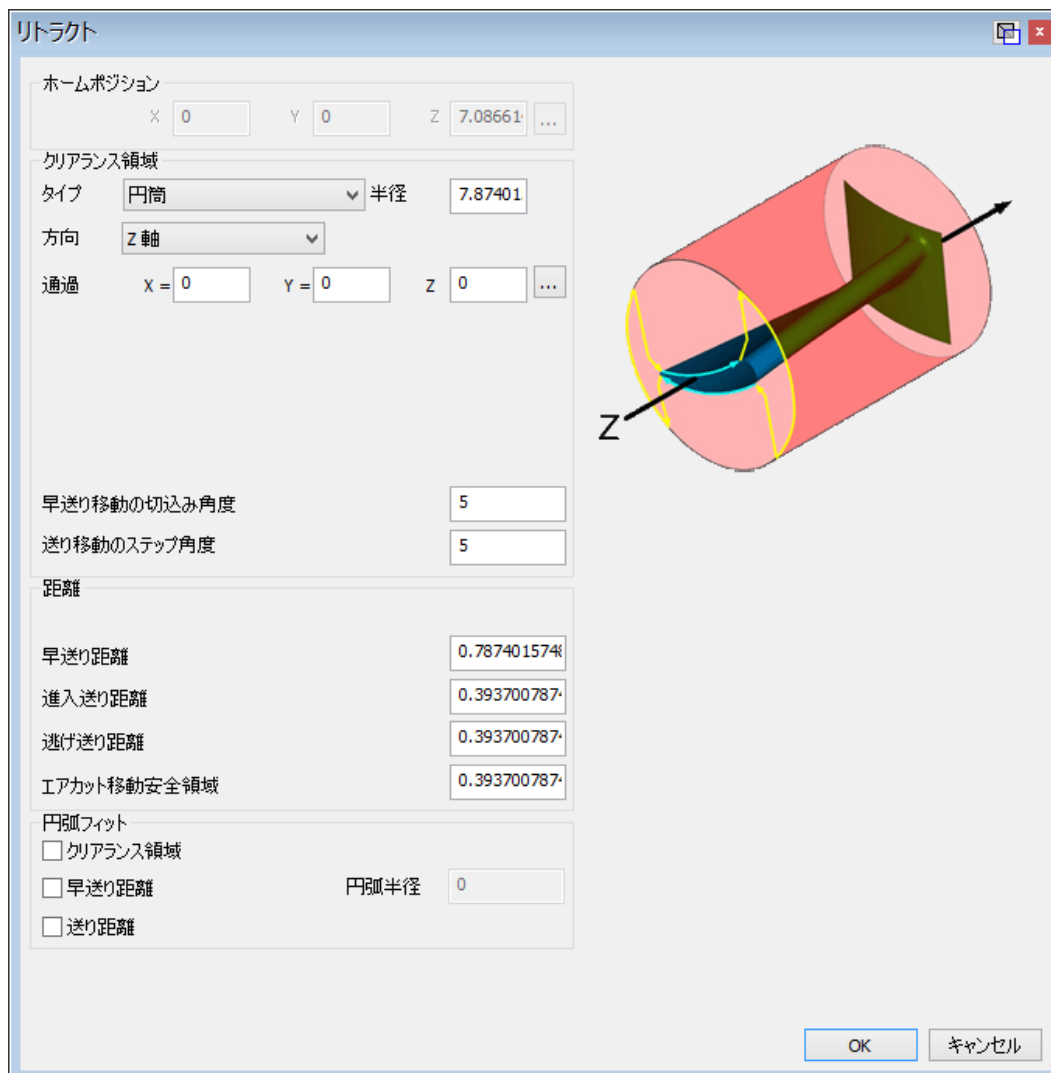 リトラクト
ホームポジション
X 0 Y 0 Z 7.08661 ...
クリアランス領域
タイプ 円筒 半径 7.87401
方向 Z 軸
通過 X = 0 Y = 0 Z 0 ...
Z
早送り移動の切込み角度 5
送り移動のステップ角度 5
距離
早送り距離 0.787401574
進入送り距離 0.393700787
逃げ送り距離 0.393700787
エアカット移動安全領域 0.393700787
円弧フィット
クリアランス領域
早送り距離 円弧半径 0
送り距離
OK キャンセル